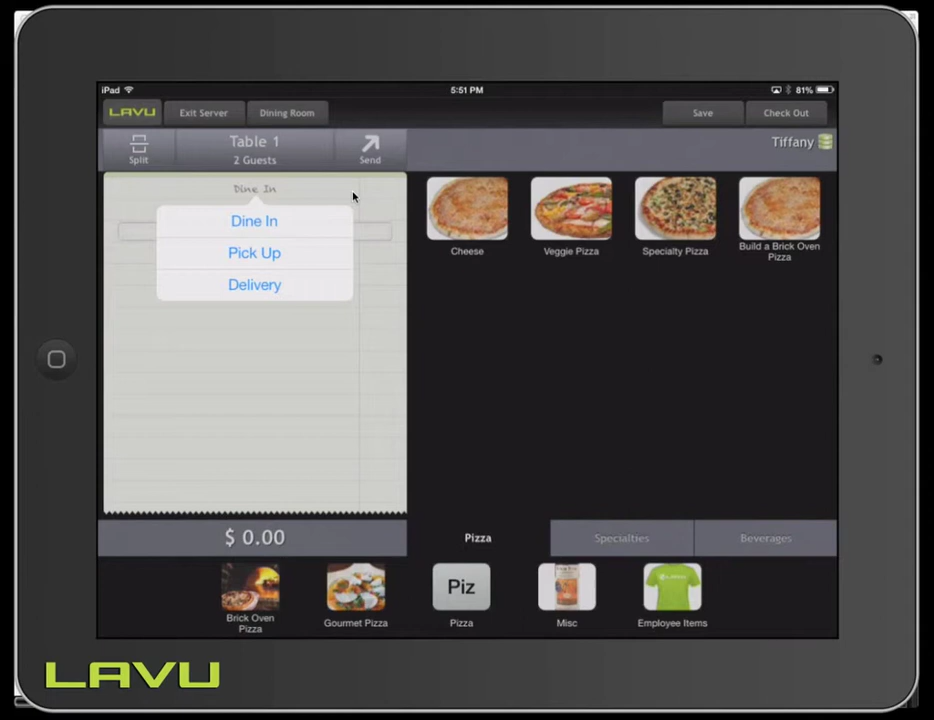 iPad
5:51 PM
81%
LAVU
Exit Server
Dining Room
Save
Check Out
Split
Table 1
2 Guests
Send
Tiffany
Dine In
Dine In
Pick Up
Delivery
Cheese
Veggie Pizza
Specialty Pizza
Build a Brick Oven
Pizza
$ 0.00
Pizza
Specialties
Beverages
Brick Oven
Pizza
Gourmet Pizza
Piz
Pizza
Misc
Employee Items
LAVU